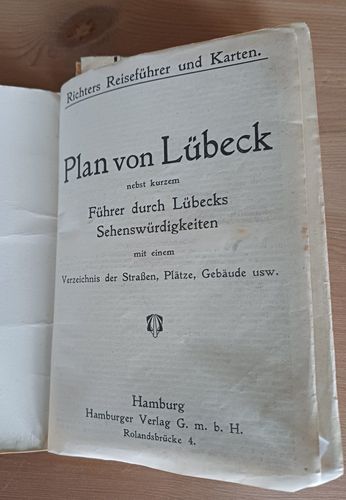 Richters Reiseführer und Karten.
Plan von Lübeck
nebst kurzem
Führer durch Lübecks
Sehenswürdigkeiten
mit einem
Verzeichnis der Straßen, Plätze, Gebäude usw.
Hamburg
Hamburger Verlag G. m. b. H.
Rolandsbrücke 4.